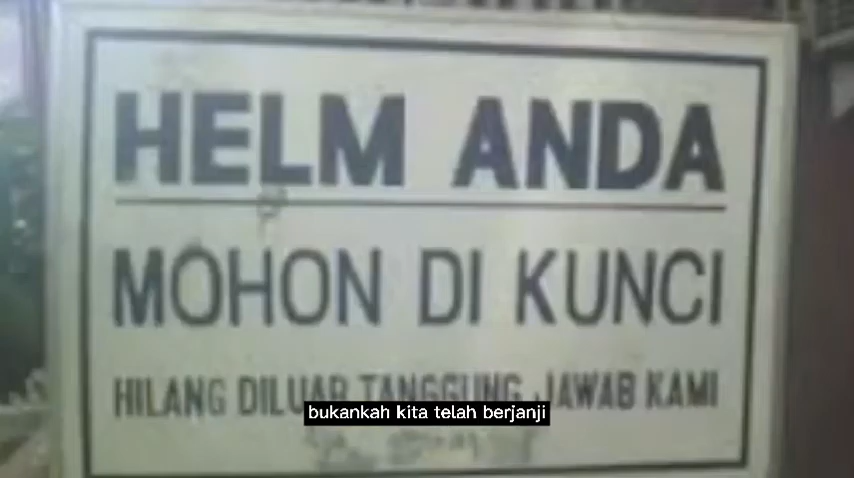 HELM ANDA
MOHON DI KUNCI
HILANG DILUAR TANGGUNG JAWAB KAMI
bukankah kita telah berjanji